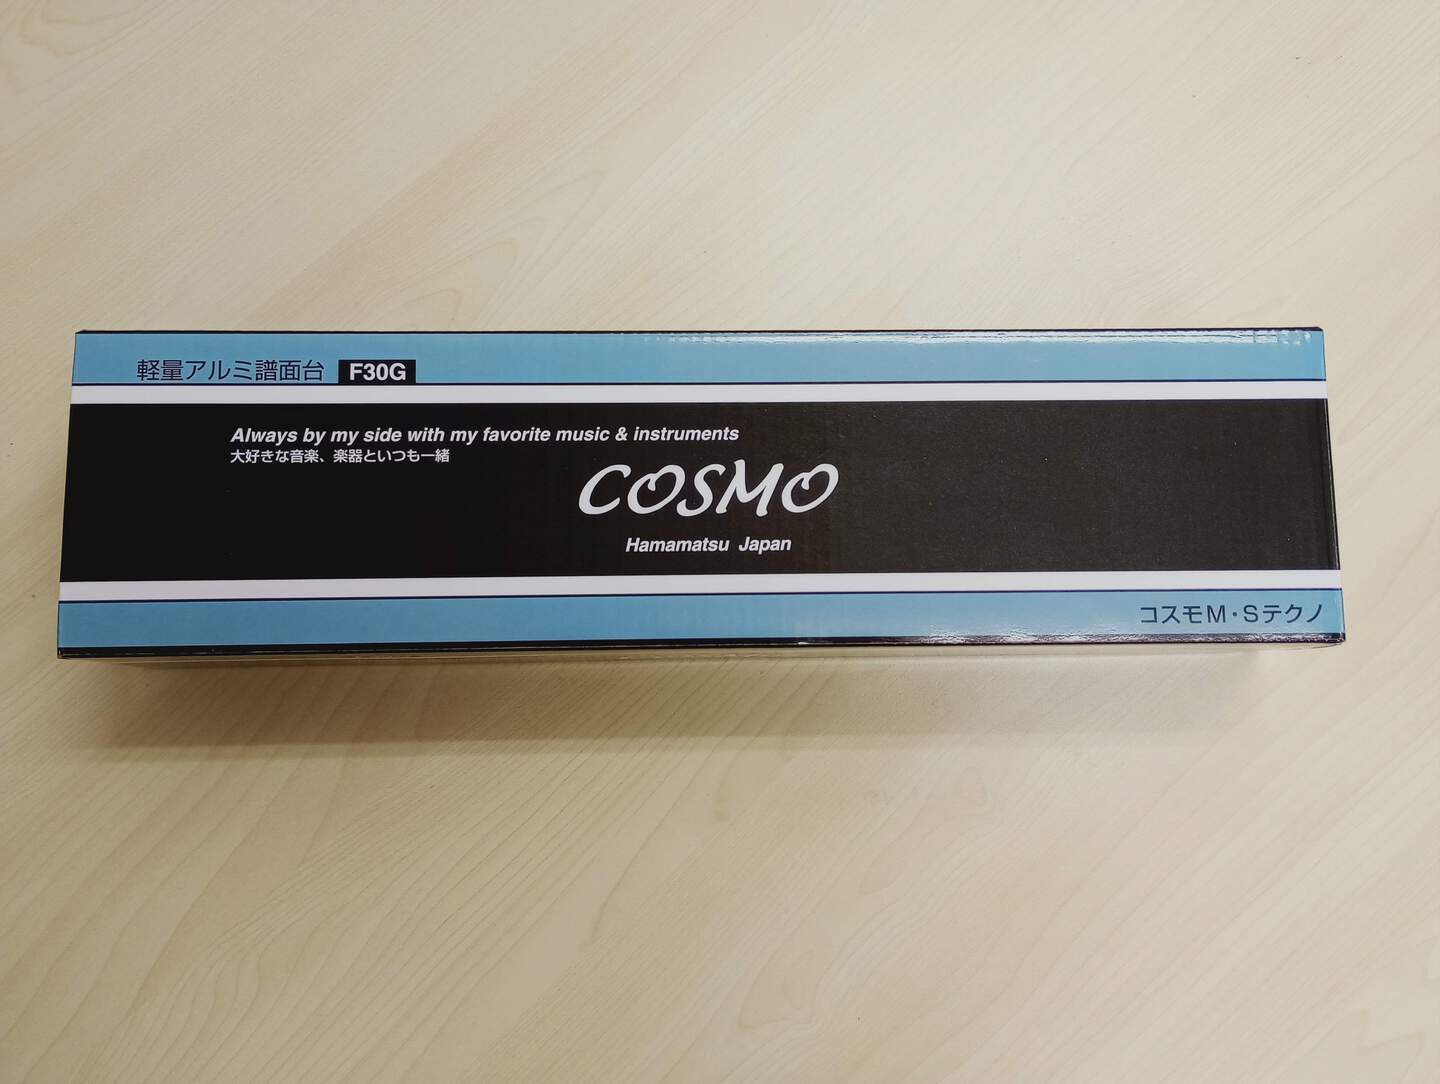 軽量アルミ譜面台 F30G
Always by my side with my favorite music & instruments
大好きな音楽、楽器といつも一緒
COSMO
Hamamatsu Japan
コスモM・Sテクノ